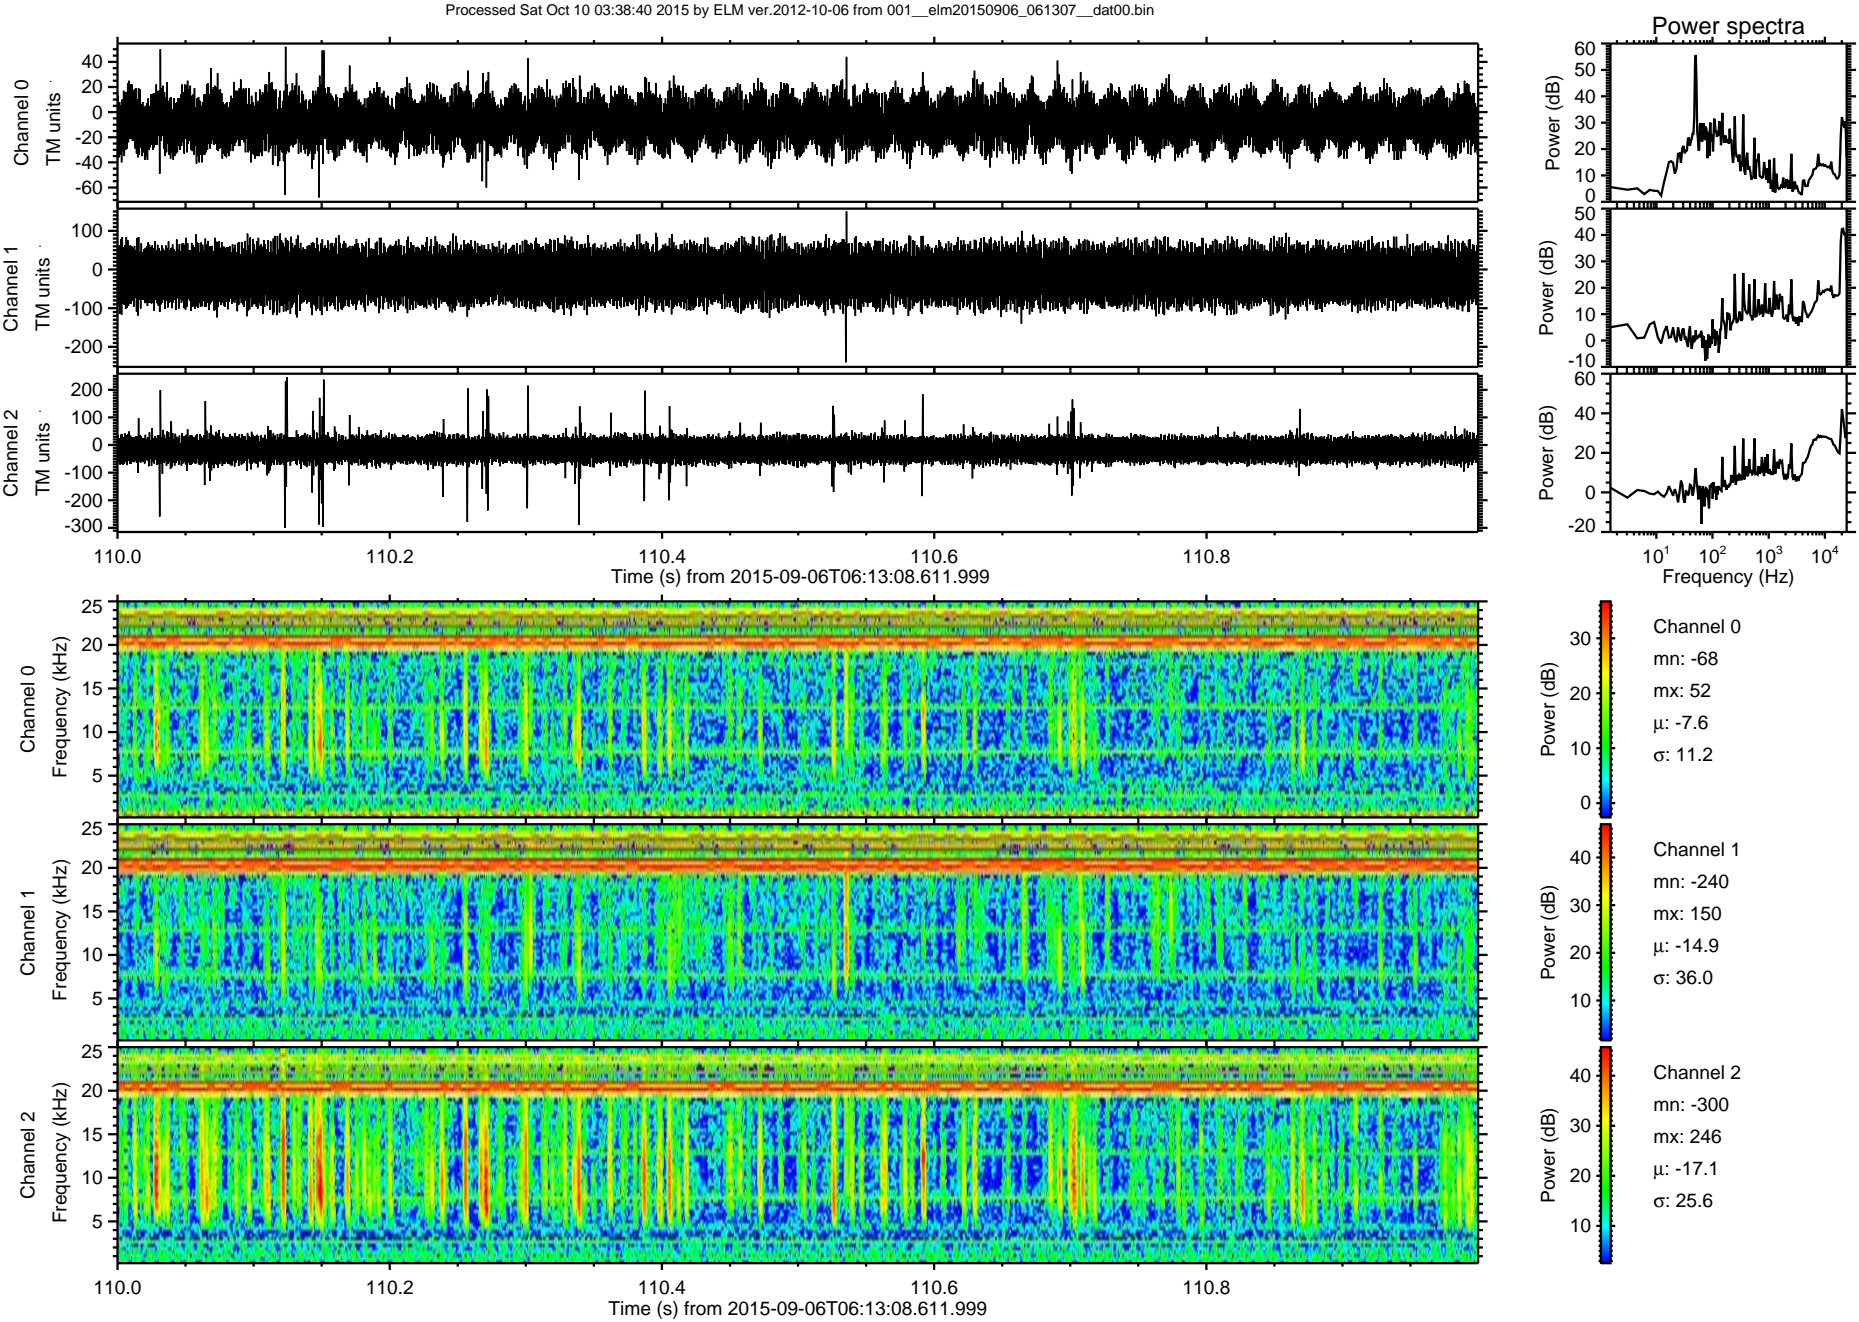 Processed Sat Oct 10 03:38:40 2015 by ELM ver.2012-10-06 from 001__elm20150906_061307__dat00.bin
Power spectra
Channel 0
TM units
40
20
0
-20
-40
-60
Power (dB)
60
50
40
30
20
10
0
Channel 1
TM units
100
0
-100
-200
Power (dB)
50
40
30
20
10
0
-10
Channel 2
TM units
200
100
0
-100
-200
-300
Power (dB)
60
40
20
0
-20
110.0 110.2 110.4 110.6 110.8
Time (s) from 2015-09-06T06:13:08.611.999
10^1 10^2 10^3 10^4
Frequency (Hz)
Channel 0
Frequency (kHz)
25
20
15
10
5
Power (dB)
30
20
10
0
Channel 0
mn: -68
mx: 52
μ: -7.6
σ: 11.2
Channel 1
Frequency (kHz)
25
20
15
10
5
Power (dB)
40
30
20
10
Channel 1
mn: -240
mx: 150
μ: -14.9
σ: 36.0
Channel 2
Frequency (kHz)
25
20
15
10
5
Power (dB)
40
30
20
10
Channel 2
mn: -300
mx: 246
μ: -17.1
σ: 25.6
110.0 110.2 110.4 110.6 110.8
Time (s) from 2015-09-06T06:13:08.611.999